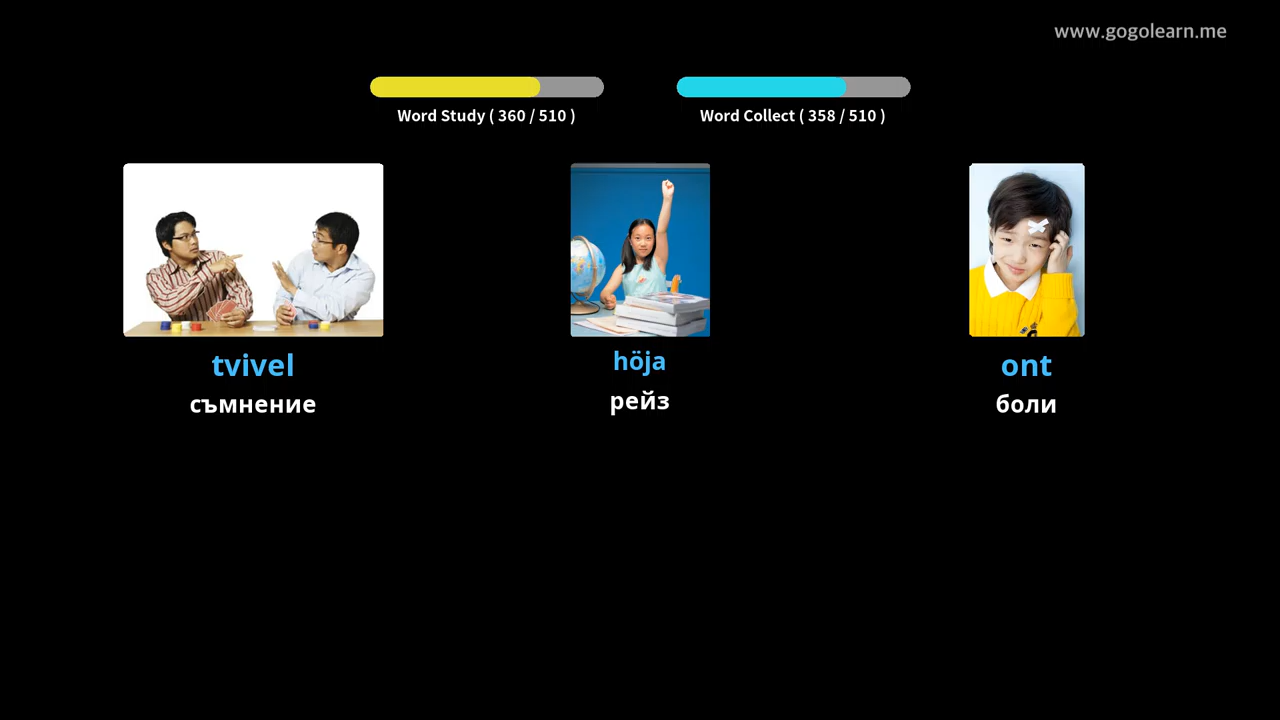 www.gogolearn.me
Word Study ( 360 / 510 )
Word Collect ( 358 / 510 )
tvivel
höja
ont
съмнение
рейз
боли